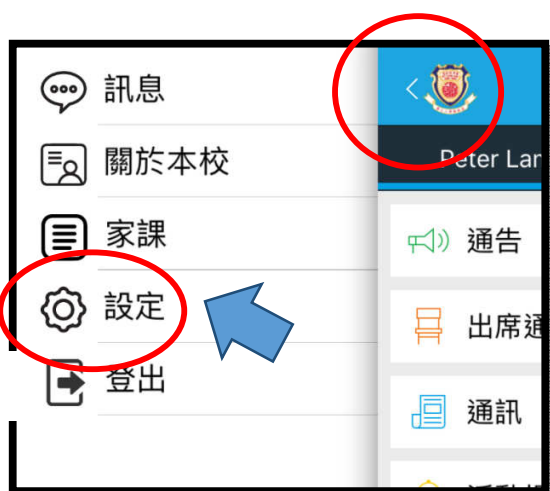 訊息
關於本校
家課
設定
登出
Peter Lan
通告
出席通
通訊